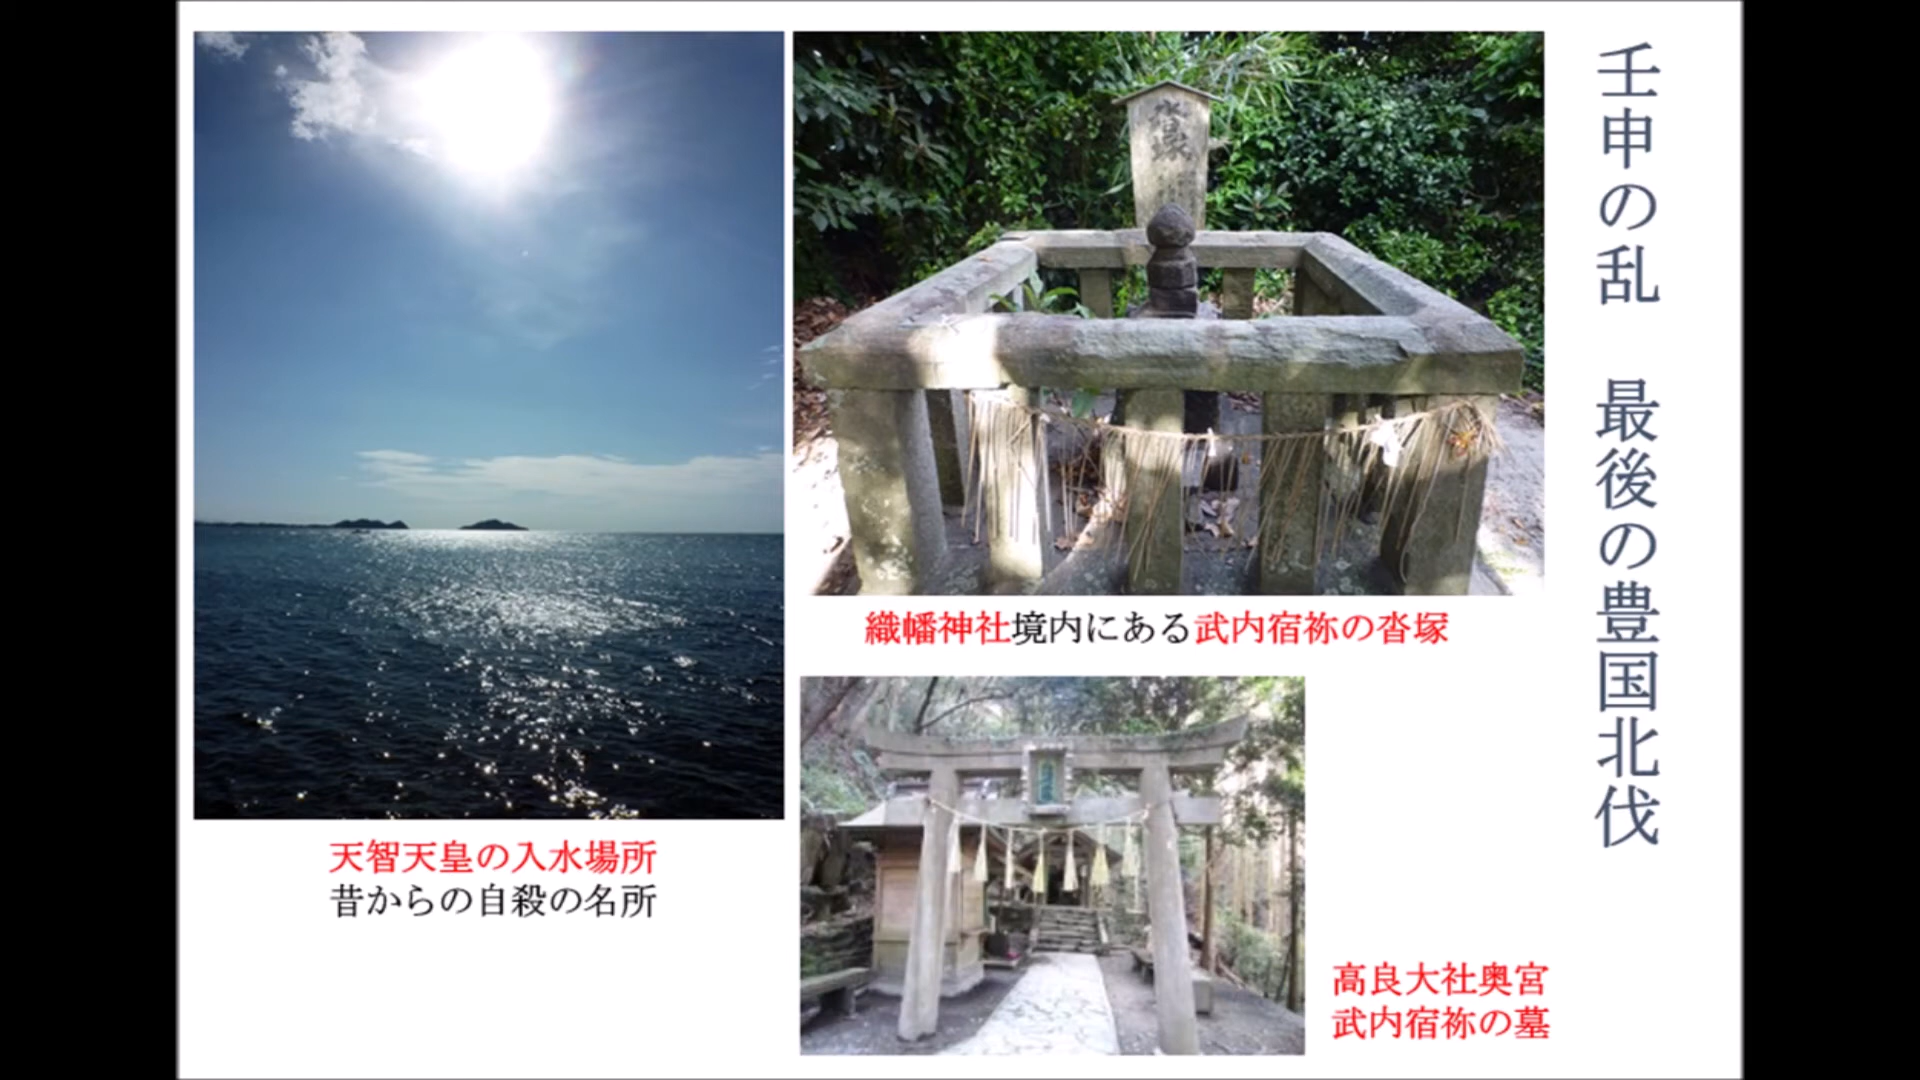 壬申の乱　最後の豊国北伐
天智天皇の入水場所
昔からの自殺の名所
織幡神社境内にある武内宿祢の沓塚
高良大社奥宮
武内宿祢の墓